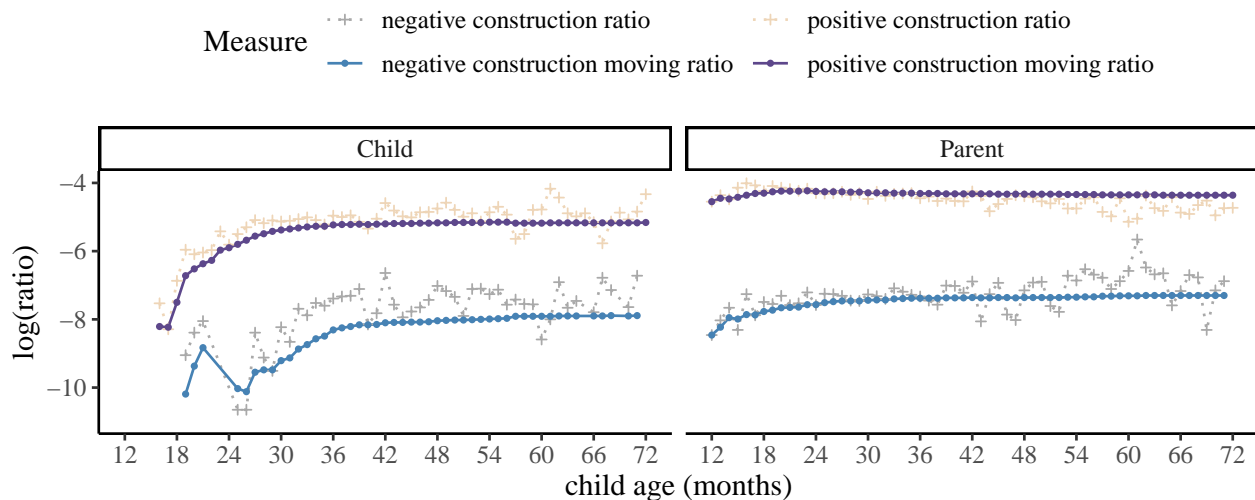 Measure
negative construction ratio
positive construction ratio
negative construction moving ratio
positive construction moving ratio
Child
Parent
log(ratio)
−4
−6
−8
−10
12 18 24 30 36 42 48 54 60 66 72
12 18 24 30 36 42 48 54 60 66 72
child age (months)